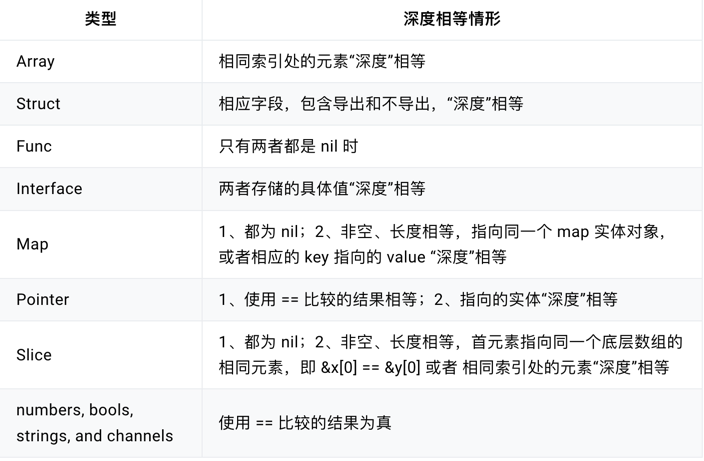 类型 深度相等情形
Array 相同索引处的元素“深度”相等
Struct 相应字段，包含导出和不导出，“深度”相等
Func 只有两者都是 nil 时
Interface 两者存储的具体值“深度”相等
Map 1、都为 nil；2、非空、长度相等，指向同一个 map 实体对象，
或者相应的 key 指向的 value “深度”相等
Pointer 1、使用 == 比较的结果相等；2、指向的实体“深度”相等
Slice 1、都为 nil；2、非空、长度相等，首元素指向同一个底层数组的
相同元素，即 &x[0] == &y[0] 或者 相同索引处的元素“深度”相等
numbers, bools,
strings, and channels 使用 == 比较的结果为真